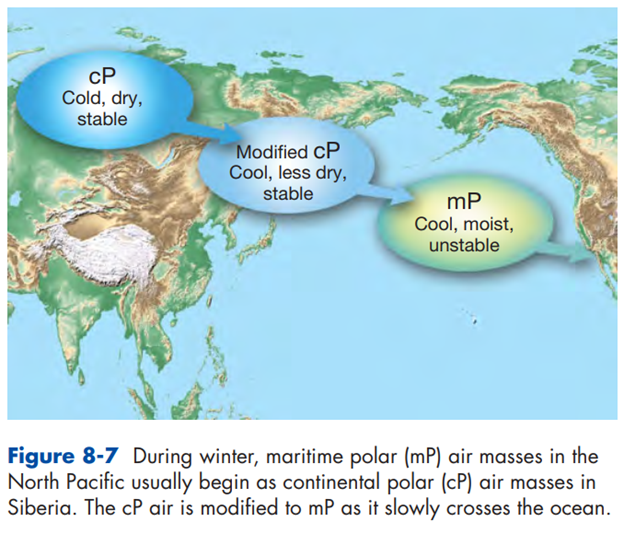 cP
Cold, dry,
stable
Modified cP
Cool, less dry,
stable
mP
Cool, moist,
unstable
Figure 8-7 During winter, maritime polar (mP) air masses in the
North Pacific usually begin as continental polar (cP) air masses in
Siberia. The cP air is modified to mP as it slowly crosses the ocean.